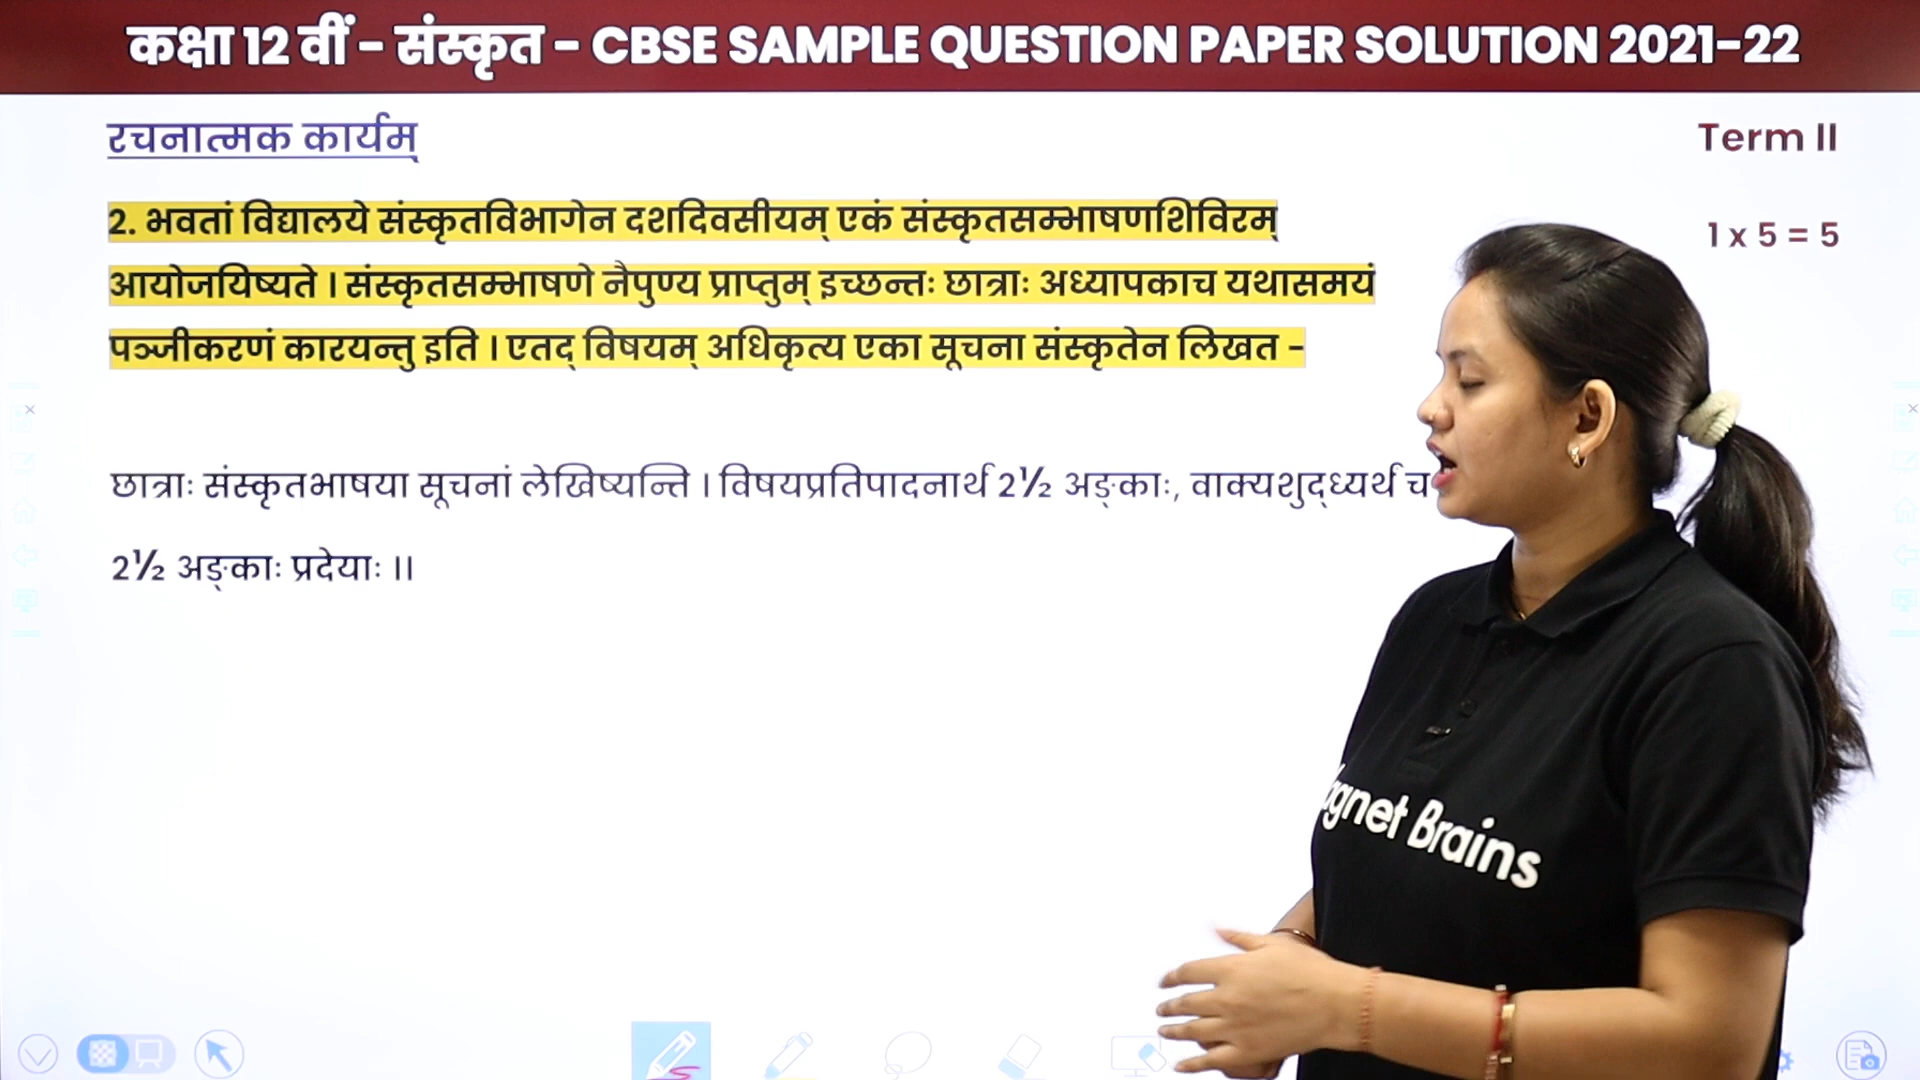 कक्षा 12 वीं - संस्कृत - CBSE SAMPLE QUESTION PAPER SOLUTION 2021-22
रचनात्मक कार्यम्
Term II
2. भवतां विद्यालये संस्कृतविभागेन दशदिवसीयम् एकं संस्कृतसम्भाषणशिविरम्
1 x 5 = 5
आयोजयिष्यते । संस्कृतसम्भाषणे नैपुण्य प्राप्तुम् इच्छन्तः छात्राः अध्यापकाच यथासमयं
पञ्जीकरणं कारयन्तु इति । एतद् विषयम् अधिकृत्य एका सूचना संस्कृतेन लिखत -
छात्राः संस्कृतभाषया सूचनां लेखिष्यन्ति । विषयप्रतिपादनार्थ 2½ अङ्काः, वाक्यशुद्ध्यर्थ च
2½ अङ्काः प्रदेयाः ।।
agnet Brains